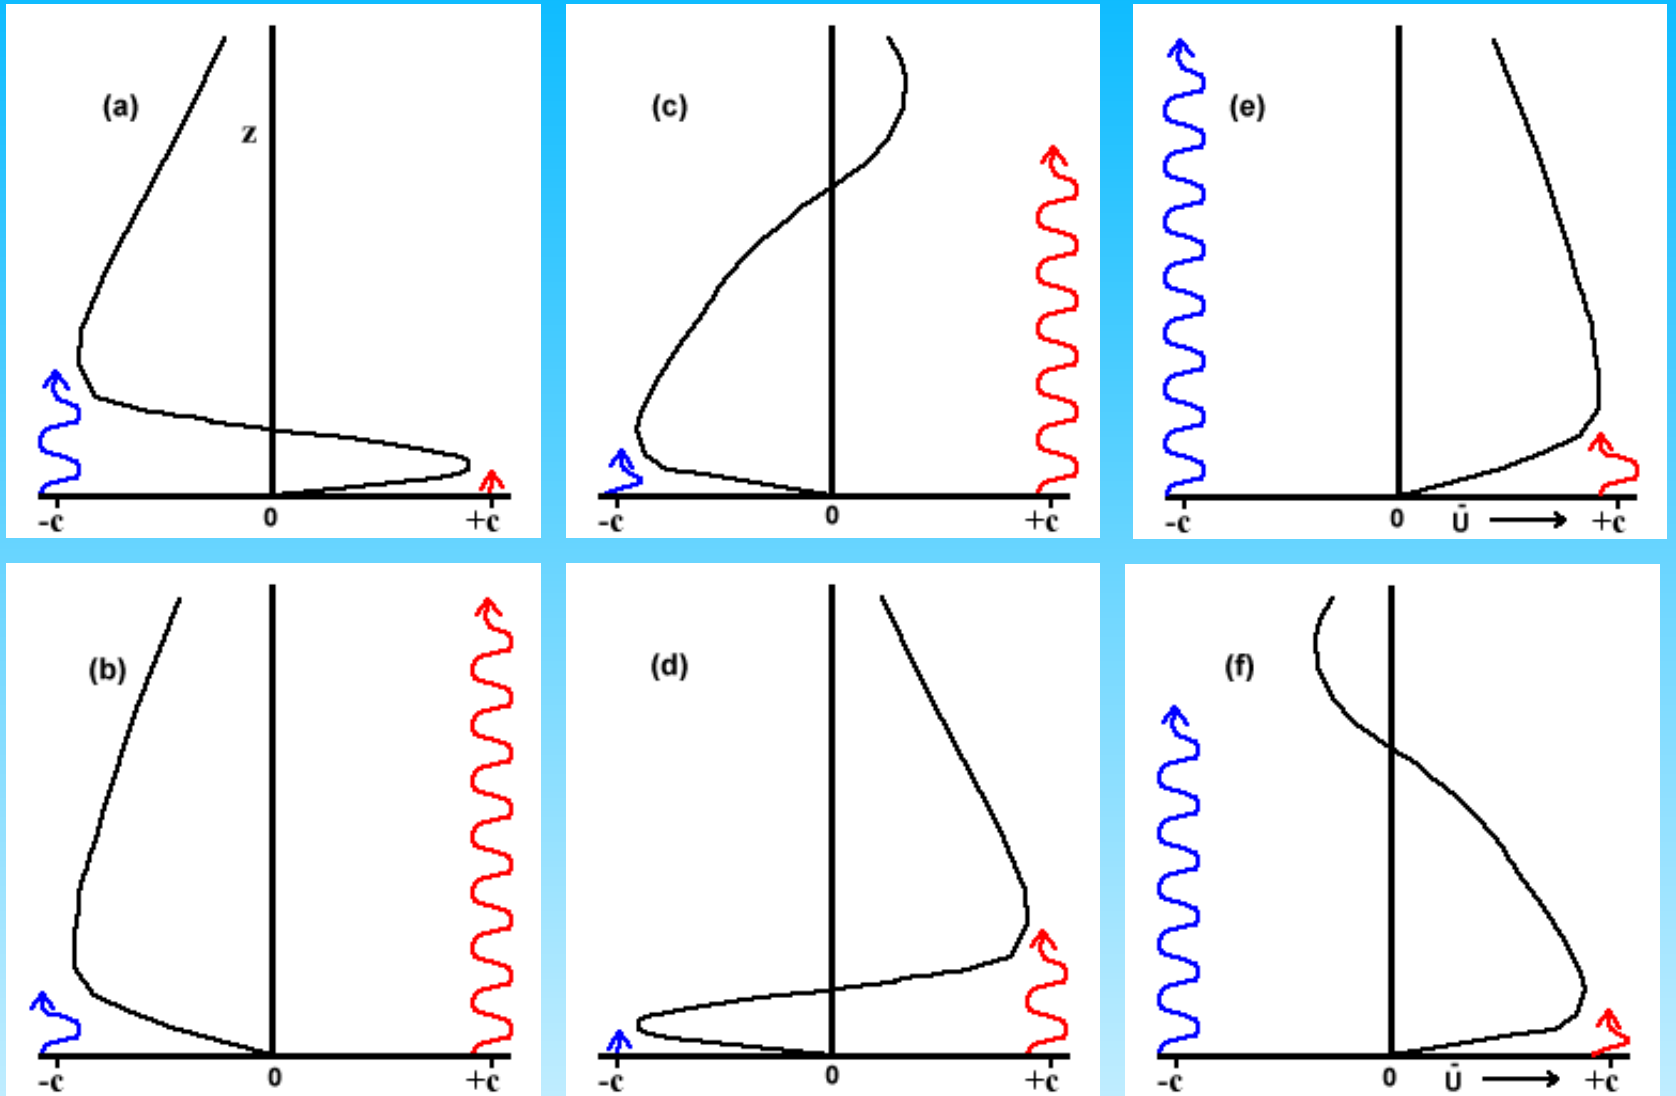 (a)
z
-c 0 +c
(c)
-c 0 +c
(e)
-c 0 Ū → +c
(b)
-c 0 +c
(d)
-c 0 +c
(f)
-c 0 Ū → +c